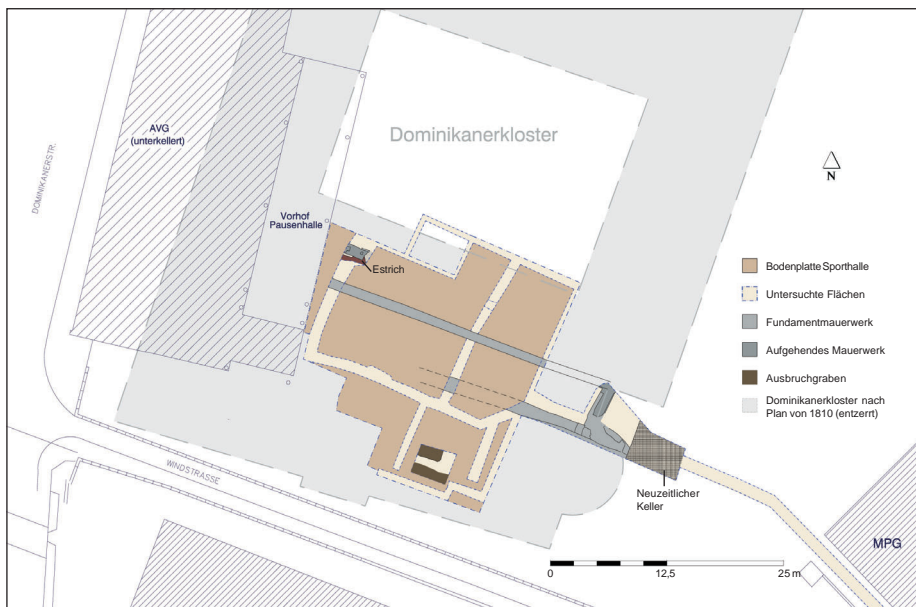 Dominikanerkloster
AVG
(unterkellert)
DOMINIKANERSTR.
Vorhof
Pausenhalle
Estrich
N
Bodenplatte Sporthalle
Untersuchte Flächen
Fundamentmauerwerk
Aufgehendes Mauerwerk
Ausbruchgraben
Dominikanerkloster nach
Plan von 1810 (entzerrt)
WINDSTRASSE
Neuzeitlicher
Keller
MPG
0
12,5
25 m